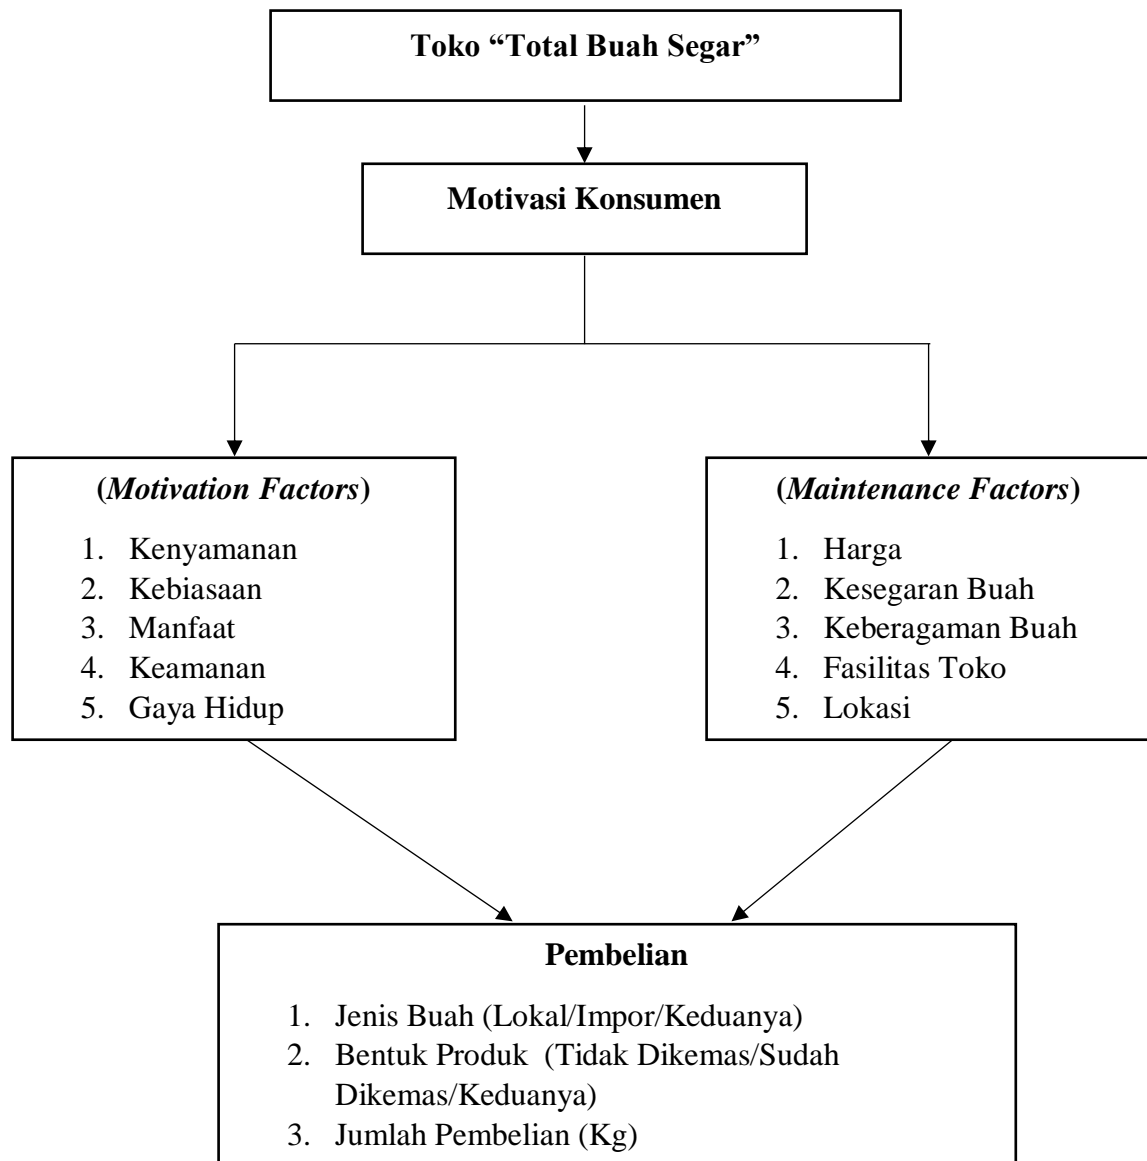 Toko “Total Buah Segar”
Motivasi Konsumen
(Motivation Factors)
1. Kenyamanan
2. Kebiasaan
3. Manfaat
4. Keamanan
5. Gaya Hidup
(Maintenance Factors)
1. Harga
2. Kesegaran Buah
3. Keberagaman Buah
4. Fasilitas Toko
5. Lokasi
Pembelian
1. Jenis Buah (Lokal/Impor/Keduanya)
2. Bentuk Produk (Tidak Dikemas/Sudah
Dikemas/Keduanya)
3. Jumlah Pembelian (Kg)